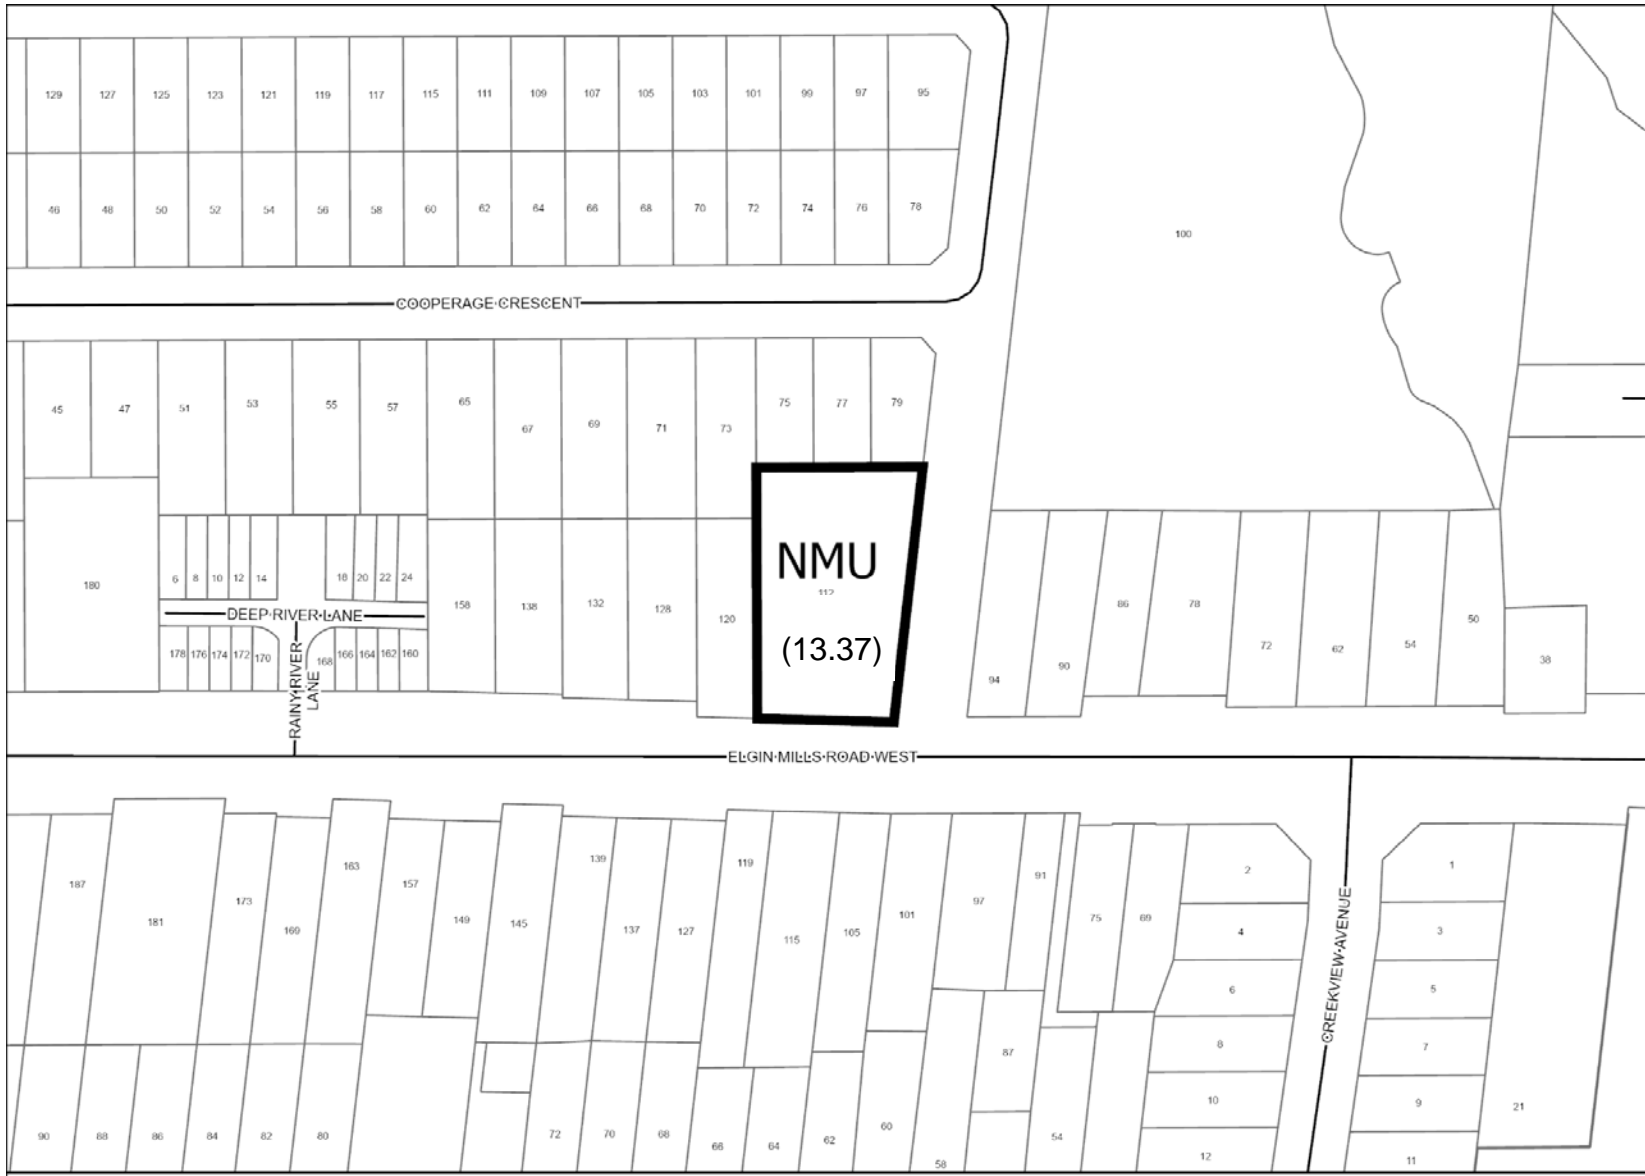 129 127 125 123 121 119 117 115 111 109 107 105 103 101 99 97 95
46 48 50 52 54 56 58 60 62 64 66 68 70 72 74 76 78
100
COOPERAGE CRESCENT
45 47 51 53 55 57 65 67 69 71 73 75 77 79
NMU
112
(13.37)
180
6 8 10 12 14 18 20 22 24
DEEP RIVER LANE
158 138 132 128 120
178 176 174 172 170 168 166 164 162 160
RAINY RIVER
LANE
94 90 86 78 72 62 54 50 38
ELGIN MILLS ROAD WEST
187 181 173 169 163 157 149 145 139 137 127 119 115 105 101 97 91 75 69
2 1
4 3
6 5
8 7
10 9
12 11
CREEKVIEW AVENUE
21
90 88 86 84 82 80 72 70 68 66 64 62 60 58 87 54